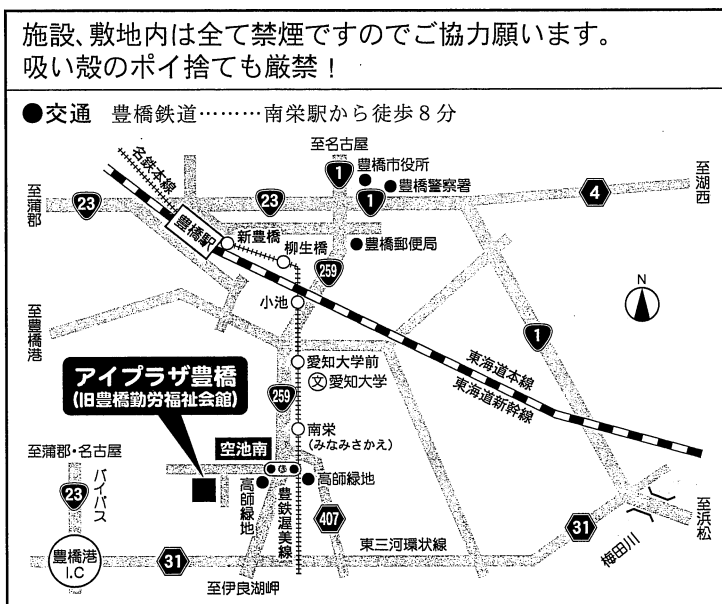 施設、敷地内は全て禁煙ですのでご協力願います。
吸い殻のポイ捨ても厳禁！
●交通　豊橋鉄道………南栄駅から徒歩８分
至名古屋
名鉄本線
1
豊橋市役所
豊橋警察署
至湖西
至蒲郡
23
23
1
4
豊橋駅
新豊橋
柳生橋
豊橋郵便局
259
小池
N
至豊橋港
1
愛知大学前
東海道本線
東海道新幹線
アイプラザ豊橋
(旧豊橋勤労福祉会館)
文 愛知大学
259
南栄
(みなみさかえ)
至蒲郡・名古屋
空池南
23
バイパス
高師緑地
豊鉄渥美線
高師緑地
407
至浜松
31
梅田川
豊橋港
I.C
31
東三河環状線
至伊良湖岬